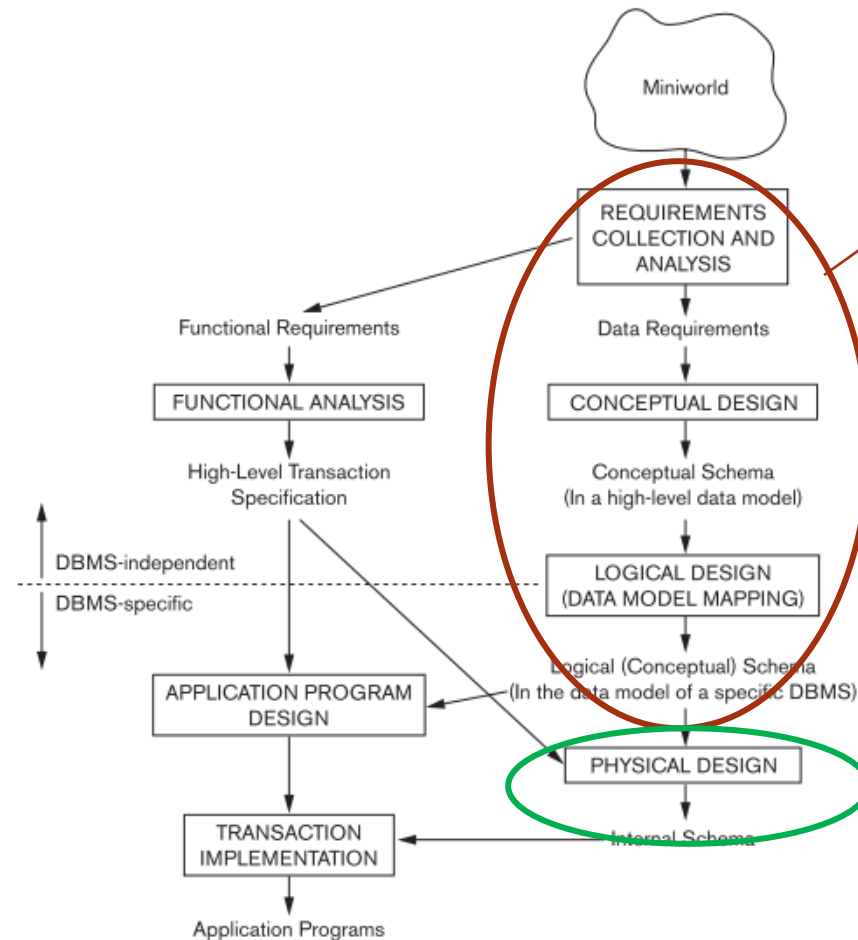 Miniworld
REQUIREMENTS
COLLECTION AND
ANALYSIS
Functional Requirements
Data Requirements
FUNCTIONAL ANALYSIS
CONCEPTUAL DESIGN
High-Level Transaction
Specification
Conceptual Schema
(In a high-level data model)
DBMS-independent
LOGICAL DESIGN
(DATA MODEL MAPPING)
DBMS-specific
Logical (Conceptual) Schema
(In the data model of a specific DBMS)
APPLICATION PROGRAM
DESIGN
PHYSICAL DESIGN
TRANSACTION
IMPLEMENTATION
Internal Schema
Application Programs